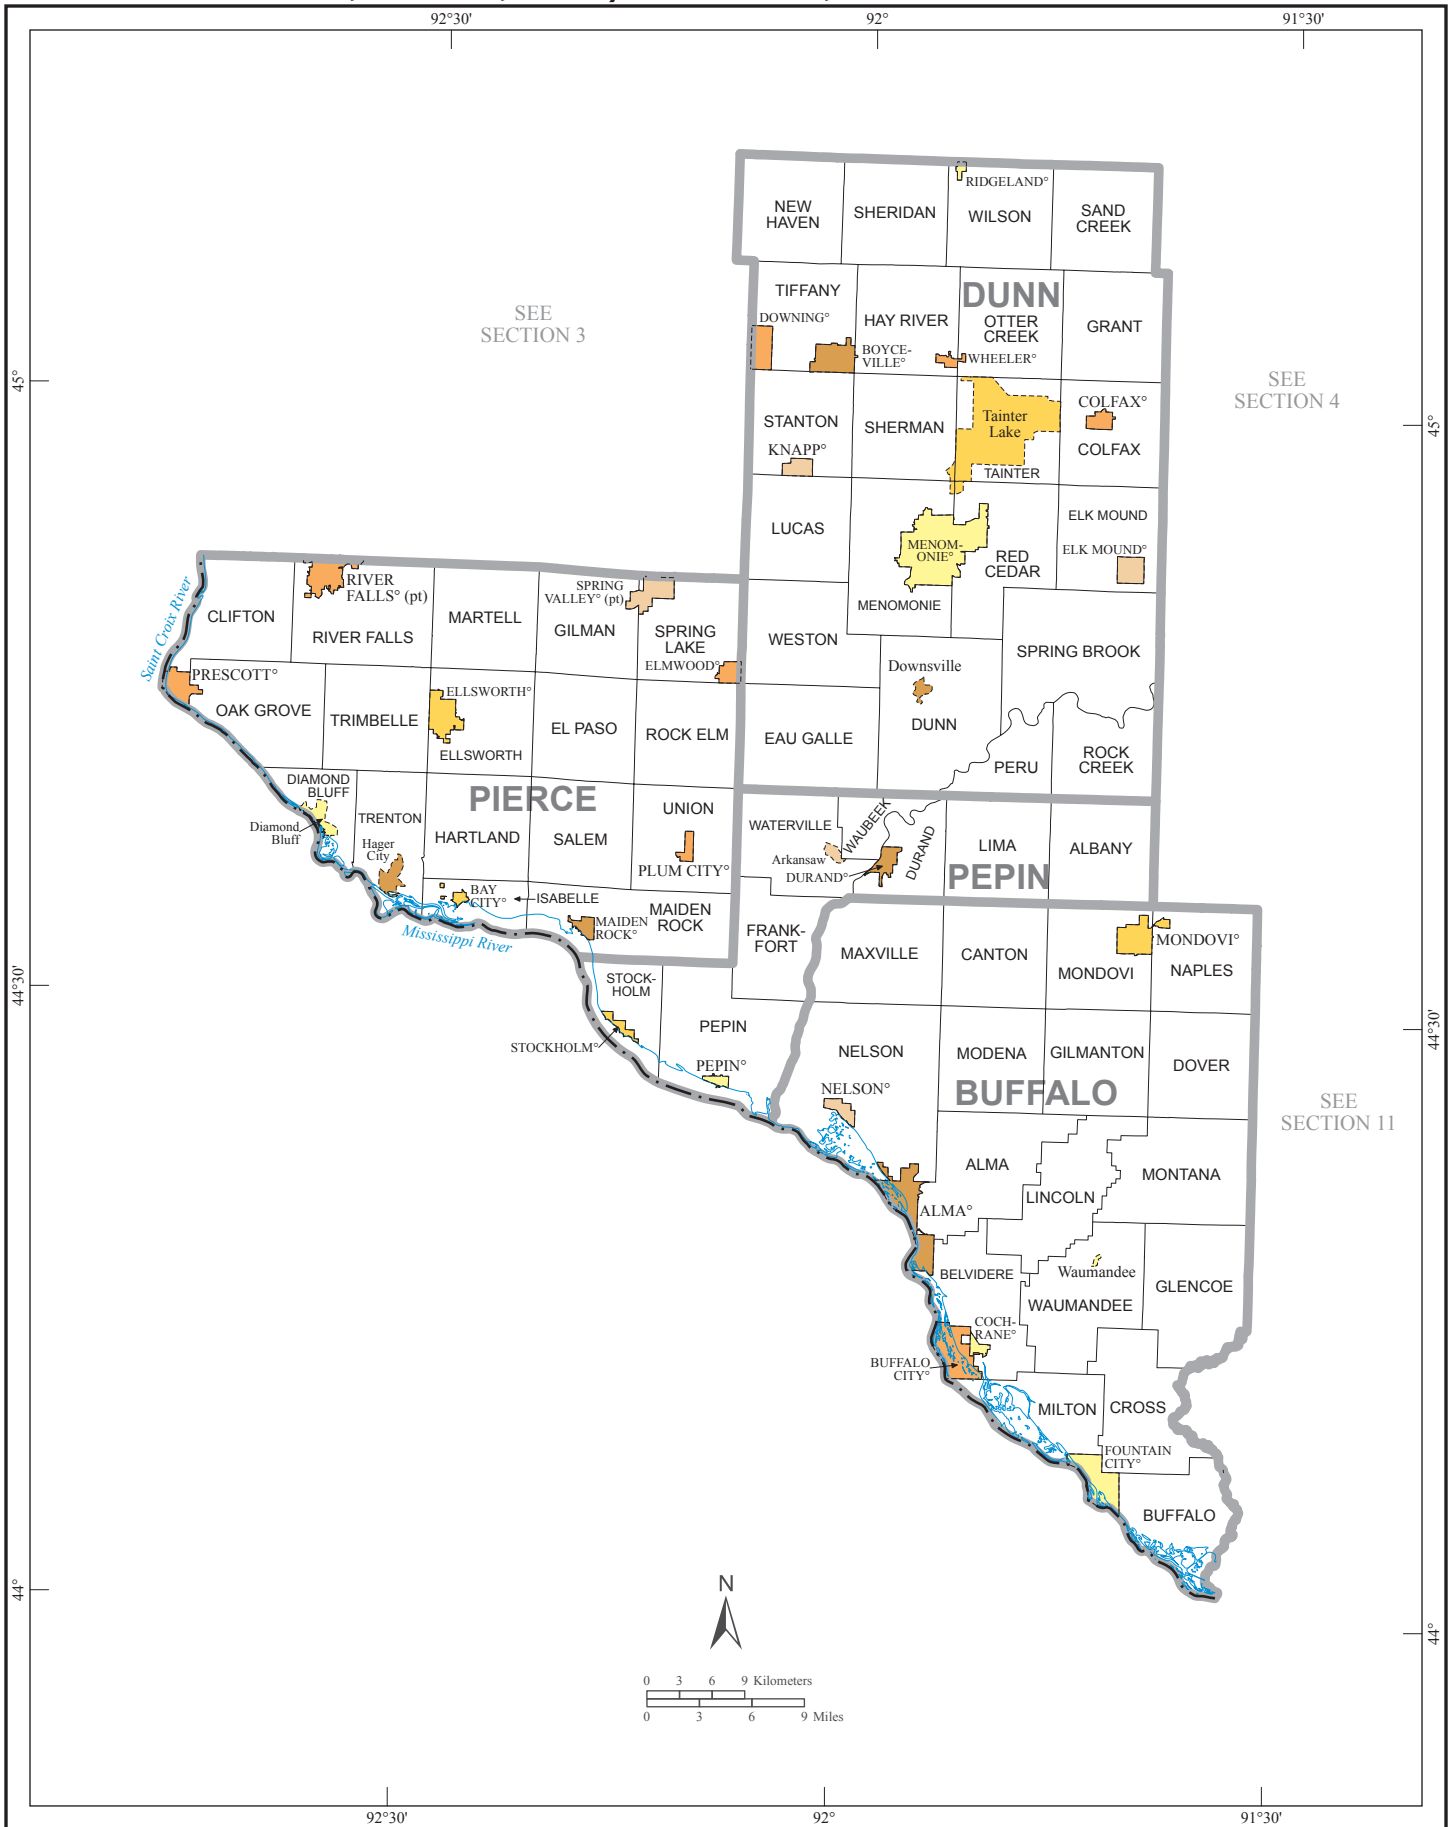 92°30'
92°
91°30'
RIDGELAND°
NEW
HAVEN
SHERIDAN
WILSON
SAND
CREEK
TIFFANY
DUNN
SEE
SECTION 3
DOWNING°
HAY RIVER
OTTER
CREEK
GRANT
BOYCE-
VILLE°
WHEELER°
45°
SEE
SECTION 4
COLFAX°
STANTON
SHERMAN
Tainter
Lake
45°
KNAPP°
COLFAX
TAINTER
LUCAS
ELK MOUND
MENOM-
ONIE°
RED
CEDAR
ELK MOUND°
RIVER
FALLS° (pt)
SPRING
VALLEY° (pt)
MENOMONIE
Saint Croix River
CLIFTON
RIVER FALLS
MARTELL
GILMAN
SPRING
LAKE
WESTON
SPRING BROOK
ELMWOOD°
Downsville
PRESCOTT°
ELLSWORTH°
OAK GROVE
TRIMBELLE
EL PASO
ROCK ELM
EAU GALLE
DUNN
ELLSWORTH
PERU
ROCK
CREEK
DIAMOND
BLUFF
PIERCE
UNION
TRENTON
WATERVILLE
WAUBEEK
DURAND
Diamond
Bluff
HARTLAND
SALEM
LIMA
ALBANY
Hager
City
PLUM CITY°
Arkansaw
DURAND°
PEPIN
BAY
CITY°
ISABELLE
MAIDEN
ROCK
MAIDEN
ROCK°
FRANK-
FORT
Mississippi River
MAXVILLE
CANTON
MONDOVI°
MONDOVI
NAPLES
44°30'
STOCK-
HOLM
PEPIN
44°30'
STOCKHOLM°
NELSON
MODENA
GILMANTON
DOVER
PEPIN°
NELSON°
BUFFALO
SEE
SECTION 11
ALMA
LINCOLN
MONTANA
ALMA°
BELVIDERE
Waumandee
GLENCOE
WAUMANDEE
COCH-
RANE°
BUFFALO
CITY°
MILTON
CROSS
FOUNTAIN
CITY°
BUFFALO
44°
N
44°
0 3 6 9 Kilometers
0 3 6 9 Miles
92°30'
92°
91°30'